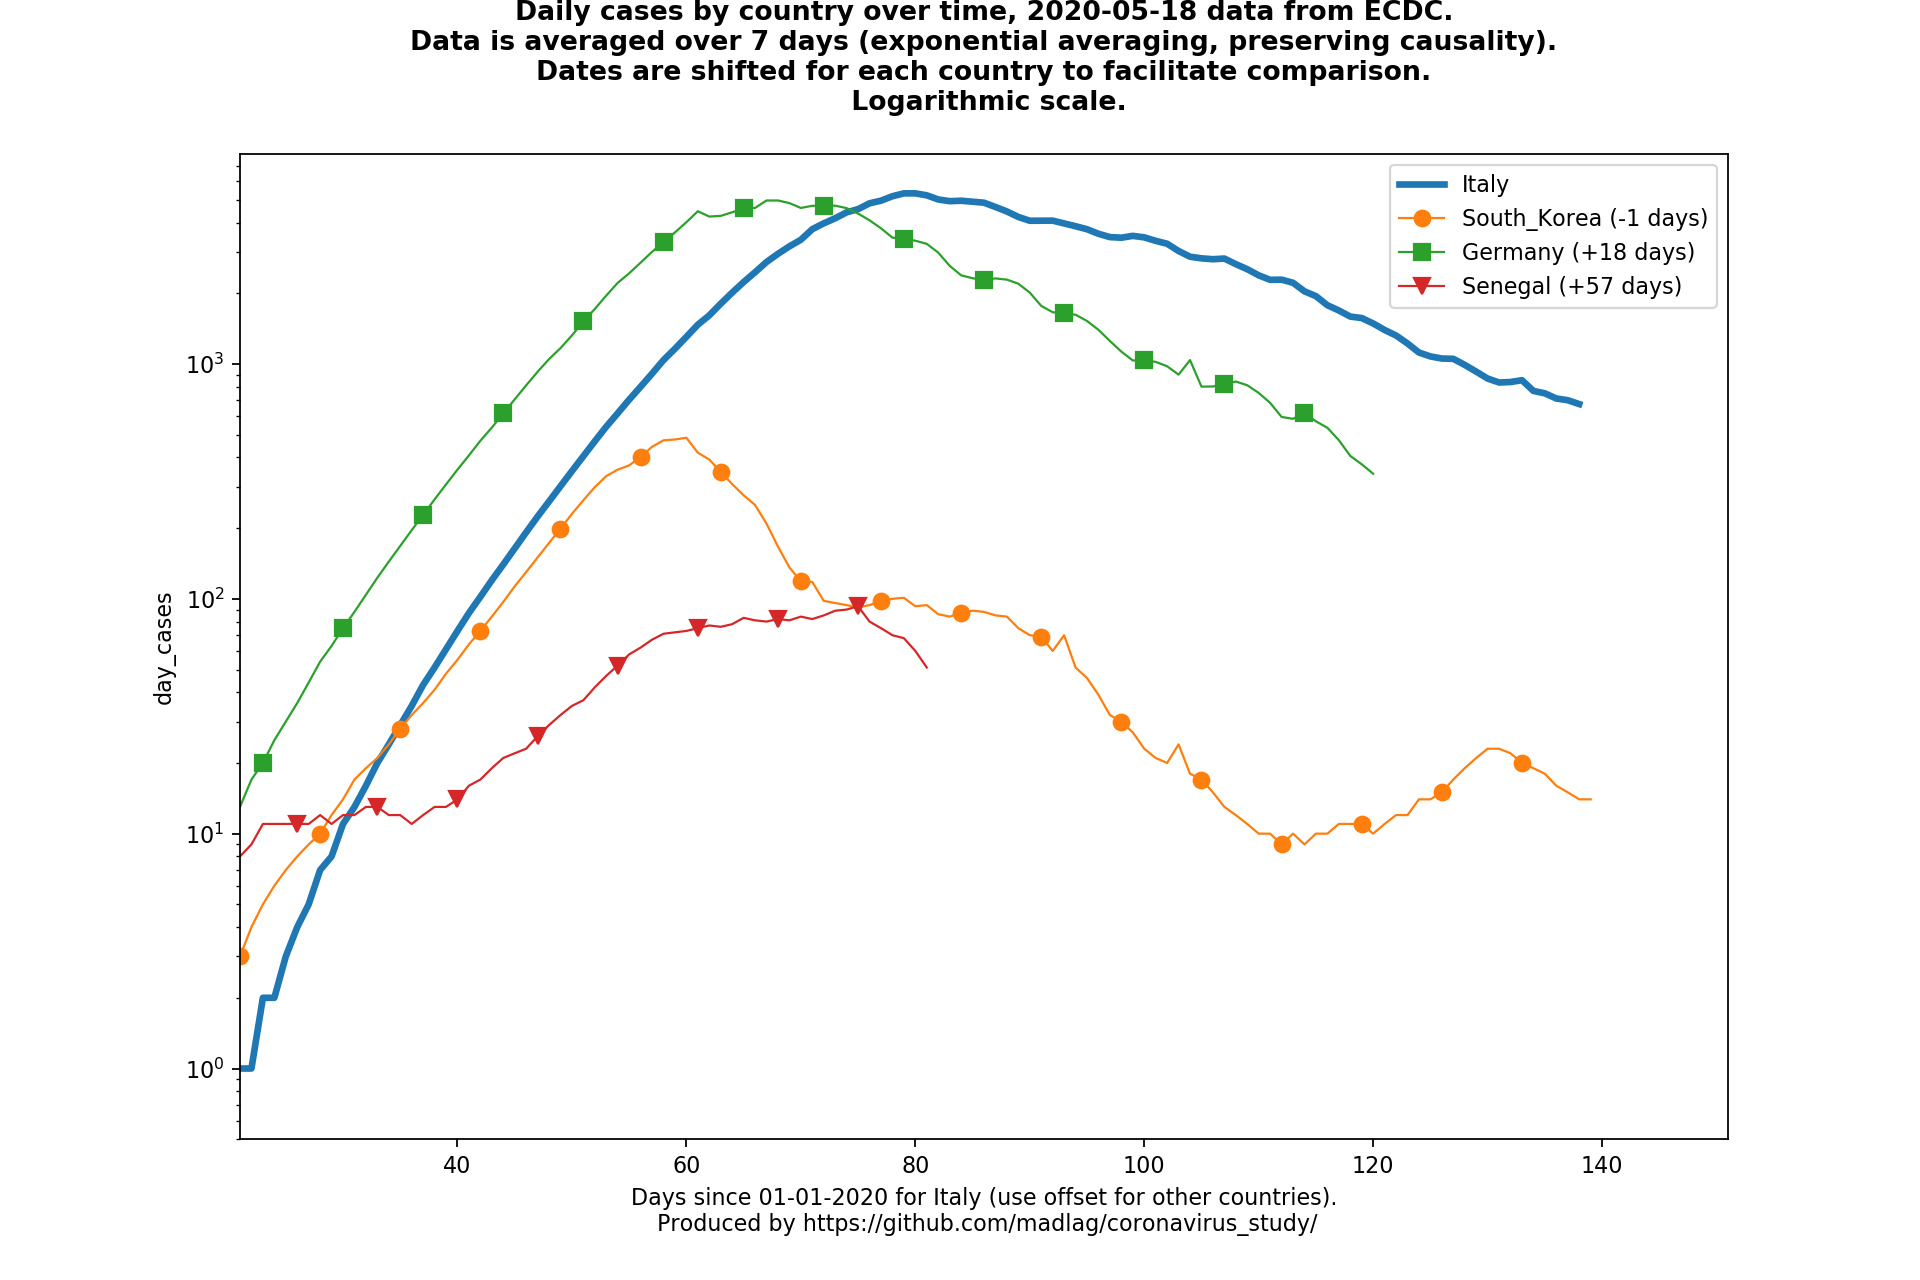 Daily cases by country over time, 2020-05-18 data from ECDC.
Data is averaged over 7 days (exponential averaging, preserving causality).
Dates are shifted for each country to facilitate comparison.
Logarithmic scale.
Italy
South_Korea (-1 days)
Germany (+18 days)
Senegal (+57 days)
day_cases
10³
10²
10¹
10⁰
40 60 80 100 120 140
Days since 01-01-2020 for Italy (use offset for other countries).
Produced by https://github.com/madlag/coronavirus_study/